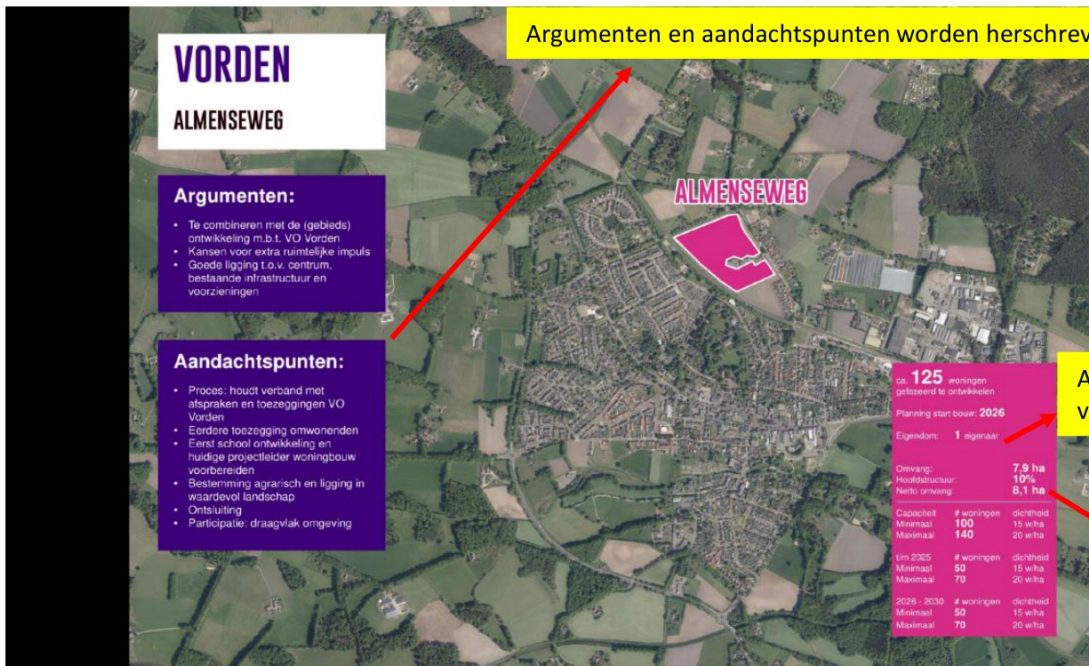 Argumenten en aandachtspunten worden herschrev
VORDEN
ALMENSEWEG
Argumenten:
• Te combineren met de (gebieds)
ontwikkeling m.b.t. VO Vorden
• Kansen voor extra ruimtelijke impuls
• Goede ligging t.o.v. centrum,
bestaande infrastructuur en
voorzieningen
ALMENSEWEG
Aandachtspunten:
• Proces: houdt verband met
afspraken en toezeggingen VO
Vorden
• Eerdere toezegging omwonenden
• Eerst school ontwikkeling en
huidige projectleider woningbouw
voorbereiden
• Bestemming agrarisch en ligging in
waardevol landschap
• Ontsluiting
• Participatie: draagvlak omgeving
ca. 125 woningen
gefaseerd te ontwikkelen
Planning start bouw: 2026
Eigendom: 1 eigenaar
A
v
Omvang: 7,9 ha
Hoofdstructuur: 10%
Netto omvang: 8,1 ha
Capaciteit # woningen dichtheid
Minimaal 100 15 w/ha
Maximaal 140 20 w/ha
t/m 2025 # woningen dichtheid
Minimaal 50 15 w/ha
Maximaal 70 20 w/ha
2026 - 2030 # woningen dichtheid
Minimaal 50 15 w/ha
Maximaal 70 20 w/ha